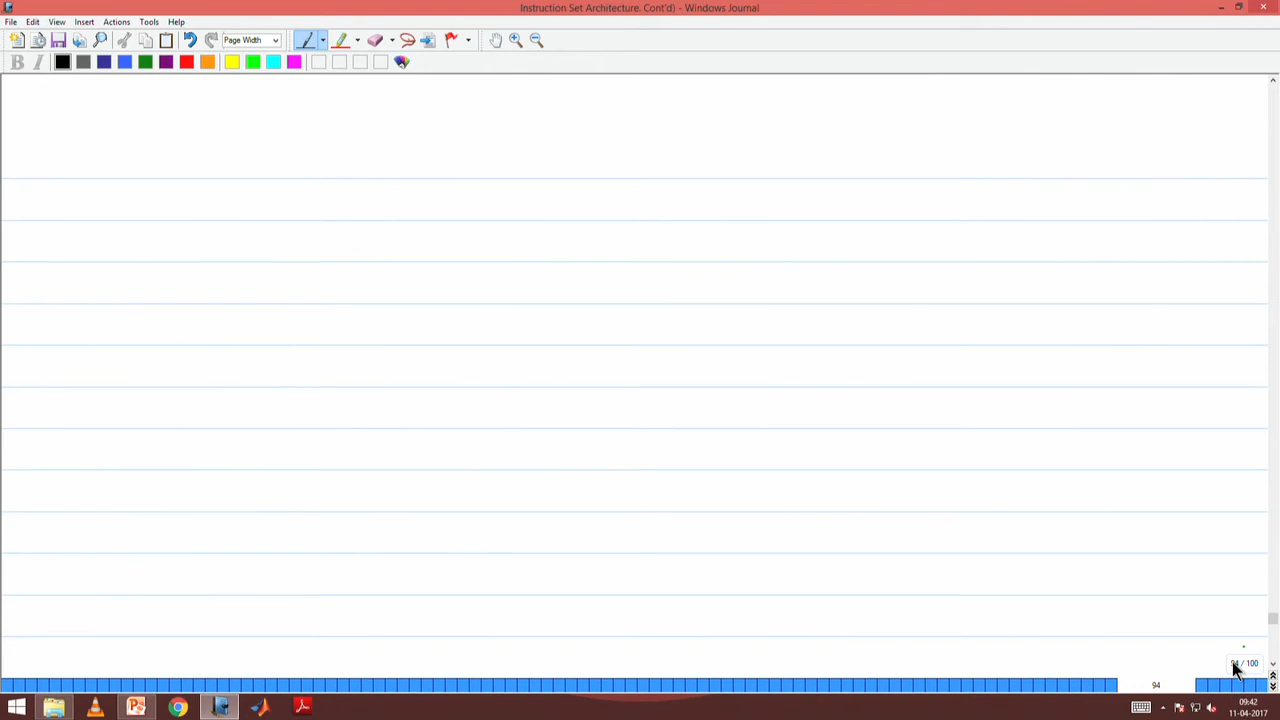 Instruction Set Architecture. Cont'd) - Windows Journal
File Edit View Insert Actions Tools Help
Page Width
B I
/ 100
94
09:42
11-04-2017